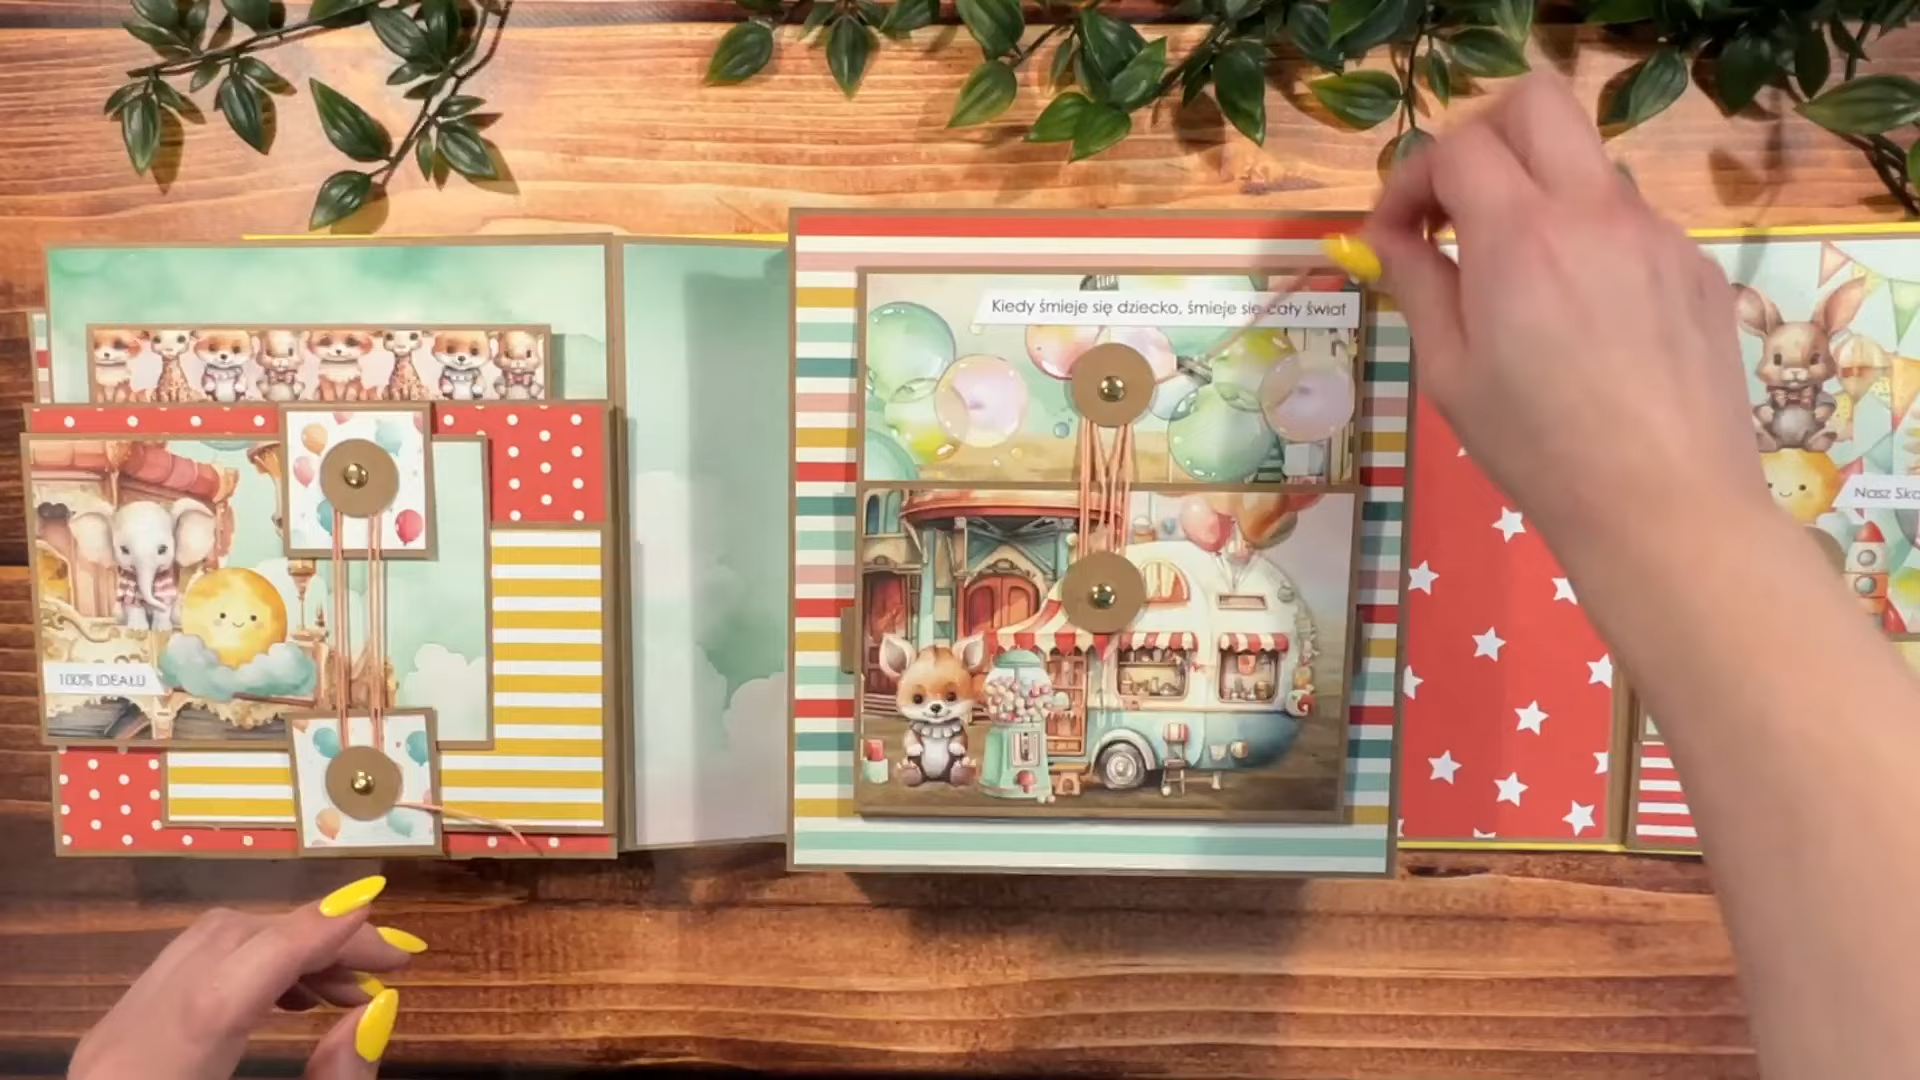 Kiedy śmieje się dziecko, śmieje się cały świat
100% IDEAŁU
Nasz